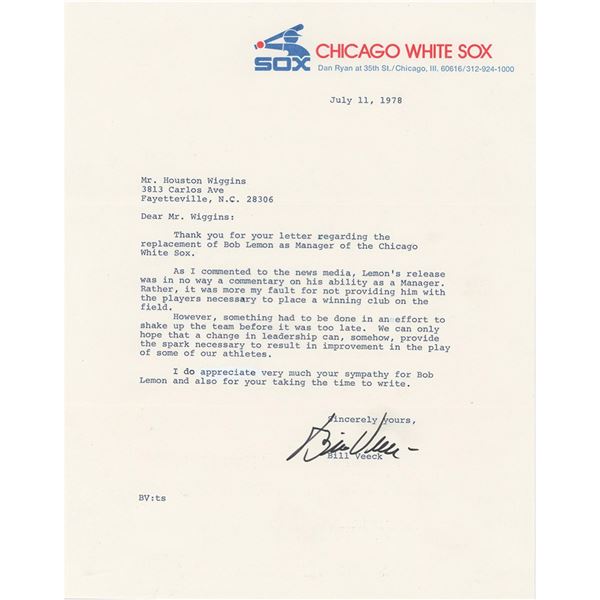 SOX
CHICAGO WHITE SOX
Dan Ryan at 35th St./Chicago, Ill. 60616/312-924-1000
July 11, 1978
Mr. Houston Wiggins
3813 Carlos Ave
Fayetteville, N.C. 28306
Dear Mr. Wiggins:
Thank you for your letter regarding the
replacement of Bob Lemon as Manager of the Chicago
White Sox.
As I commented to the news media, Lemon's release
was in no way a commentary on his ability as a Manager.
Rather, it was more my fault for not providing him with
the players necessary to place a winning club on the
field.
However, something had to be done in an effort to
shake up the team before it was too late. We can only
hope that a change in leadership can, somehow, provide
the spark necessary to result in improvement in the play
of some of our athletes.
I do appreciate very much your sympathy for Bob
Lemon and also for your taking the time to write.
Sincerely yours,
Bill Veeck
Bill Veeck
BV:ts